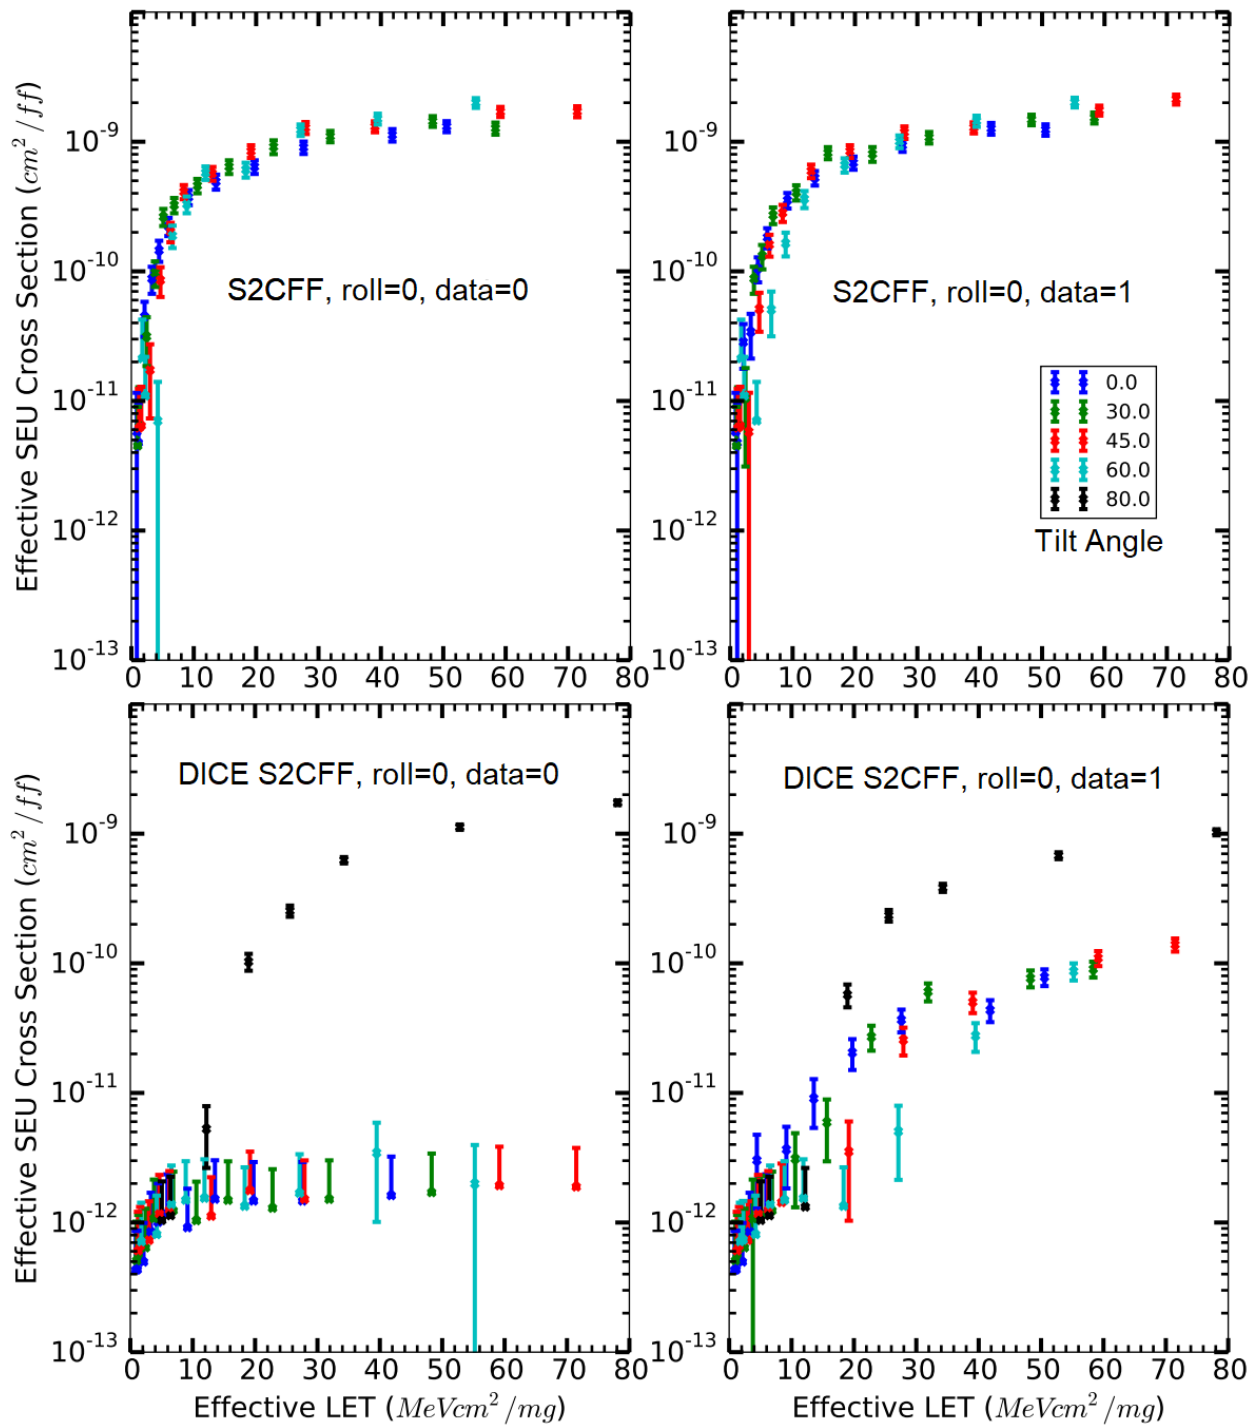 Effective SEU Cross Section (cm²/ff)
10⁻⁹
10⁻¹⁰
10⁻¹¹
10⁻¹²
10⁻¹³
S2CFF, roll=0, data=0
0 10 20 30 40 50 60 70 80
10⁻⁹
10⁻¹⁰
10⁻¹¹
10⁻¹²
10⁻¹³
S2CFF, roll=0, data=1
0.0
30.0
45.0
60.0
80.0
Tilt Angle
0 10 20 30 40 50 60 70 80
Effective SEU Cross Section (cm²/ff)
DICE S2CFF, roll=0, data=0
10⁻⁹
10⁻¹⁰
10⁻¹¹
10⁻¹²
10⁻¹³
0 10 20 30 40 50 60 70 80
Effective LET (MeVcm²/mg)
DICE S2CFF, roll=0, data=1
10⁻⁹
10⁻¹⁰
10⁻¹¹
10⁻¹²
10⁻¹³
0 10 20 30 40 50 60 70 80
Effective LET (MeVcm²/mg)